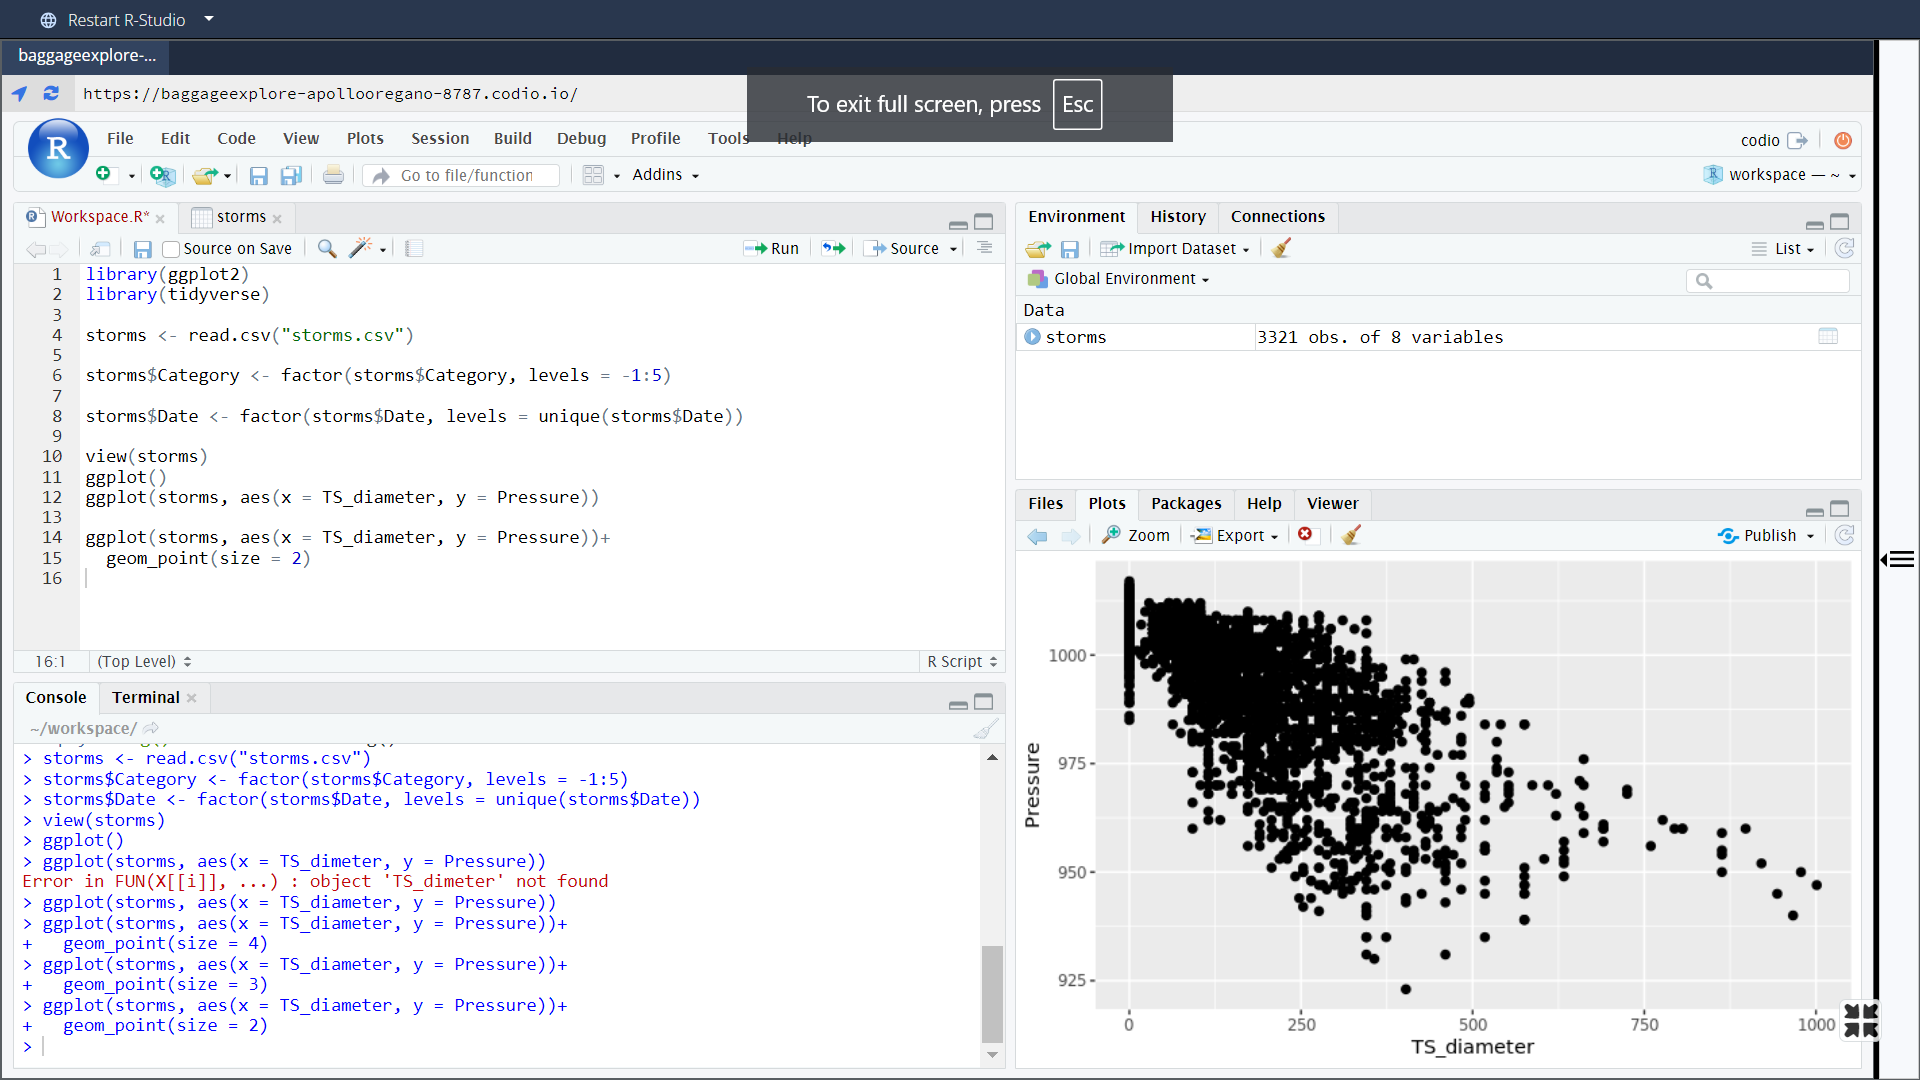 Restart R-Studio
baggageexplore-...
https://baggageexplore-apollooregano-8787.codio.io/
To exit full screen, press Esc
R
File Edit Code View Plots Session Build Debug Profile Tools Help
codio
Go to file/function Addins
workspace — ~
Workspace.R* storms
Source on Save Run Source
1 library(ggplot2)
2 library(tidyverse)
3
4 storms <- read.csv("storms.csv")
5
6 storms$Category <- factor(storms$Category, levels = -1:5)
7
8 storms$Date <- factor(storms$Date, levels = unique(storms$Date))
9
10 view(storms)
11 ggplot()
12 ggplot(storms, aes(x = TS_diameter, y = Pressure))
13
14 ggplot(storms, aes(x = TS_diameter, y = Pressure))+
15 geom_point(size = 2)
16
16:1 (Top Level) R Script
Console Terminal
~/workspace/
> storms <- read.csv("storms.csv")
> storms$Category <- factor(storms$Category, levels = -1:5)
> storms$Date <- factor(storms$Date, levels = unique(storms$Date))
> view(storms)
> ggplot()
> ggplot(storms, aes(x = TS_dimeter, y = Pressure))
Error in FUN(X[[i]], ...) : object 'TS_dimeter' not found
> ggplot(storms, aes(x = TS_diameter, y = Pressure))
> ggplot(storms, aes(x = TS_diameter, y = Pressure))+
+ geom_point(size = 4)
> ggplot(storms, aes(x = TS_diameter, y = Pressure))+
+ geom_point(size = 3)
> ggplot(storms, aes(x = TS_diameter, y = Pressure))+
+ geom_point(size = 2)
>
Environment History Connections
Import Dataset List
Global Environment
Data
storms 3321 obs. of 8 variables
Files Plots Packages Help Viewer
Zoom Export Publish
1000
975
950
925
Pressure
0 250 500 750 1000
TS_diameter